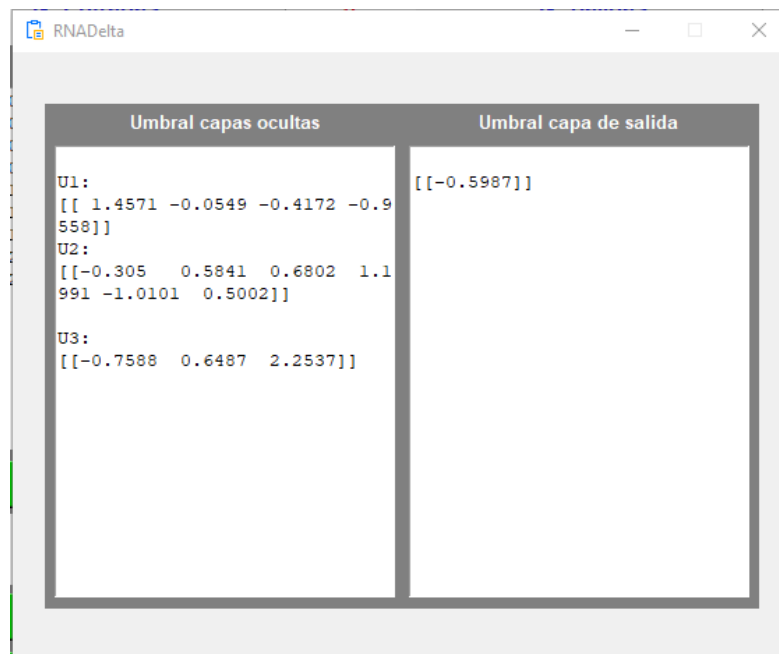 RNADelta
Umbral capas ocultas
U1:
[[ 1.4571 -0.0549 -0.4172 -0.9
558]]
U2:
[[-0.305   0.5841  0.6802  1.1
991 -1.0101  0.5002]]
U3:
[[-0.7588  0.6487  2.2537]]
Umbral capa de salida
[[-0.5987]]